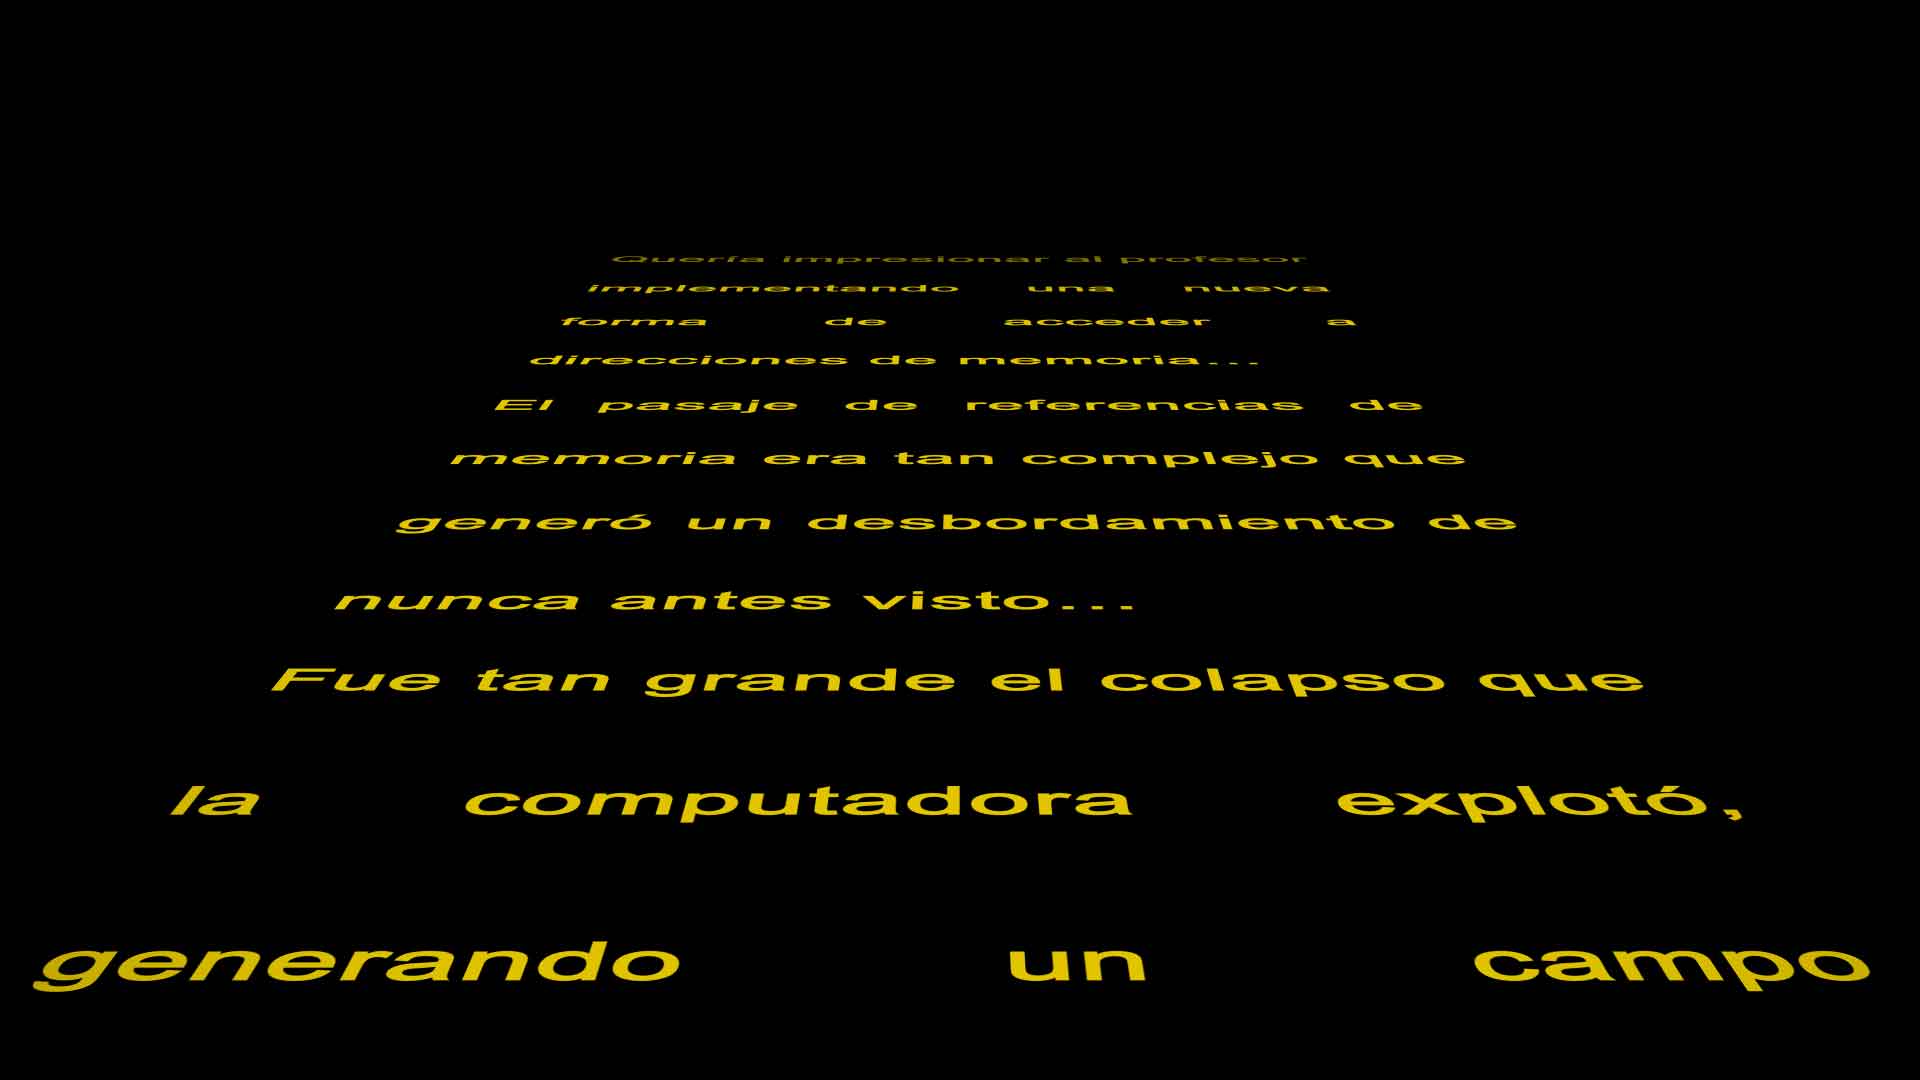 Quería impresionar al profesor
implementando una nueva
forma de acceder a
direcciones de memoria...
El pasaje de referencias de
memoria era tan complejo que
generó un desbordamiento de
nunca antes visto...
Fue tan grande el colapso que
la computadora explotó,
generando un campo